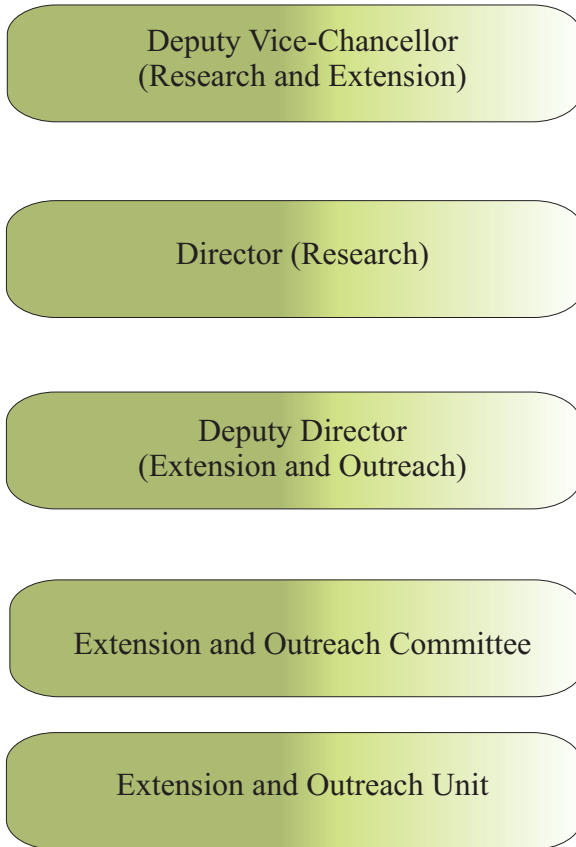 Deputy Vice-Chancellor
(Research and Extension)
Director (Research)
Deputy Director
(Extension and Outreach)
Extension and Outreach Committee
Extension and Outreach Unit